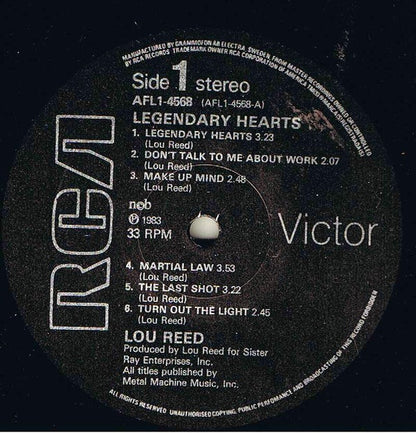 MANUFACTURED BY GRAMMOFON AB ELECTRA, SWEDEN, FROM MASTER RECORDINGS OWNED OR CONTROLLED
BY RCA RECORDS TRADEMARK OWNER RCA CORPORATION OF AMERICA
Side 1 stereo
AFL1-4568 (AFL1-4568-A)
LEGENDARY HEARTS
1. LEGENDARY HEARTS 3.23
(Lou Reed)
2. DON'T TALK TO ME ABOUT WORK 2.07
(Lou Reed)
3. MAKE UP MIND 2.48
(Lou Reed)
ncb
Ⓟ 1983
33 RPM
RCA
Victor
4. MARTIAL LAW 3.53
(Lou Reed)
5. THE LAST SHOT 3.22
(Lou Reed)
6. TURN OUT THE LIGHT 2.45
(Lou Reed)
LOU REED
Produced by Lou Reed for Sister
Ray Enterprises, Inc.
All titles published by
Metal Machine Music, Inc.
ALL RIGHTS RESERVED UNAUTHORISED COPYING, PUBLIC PERFOMANCE AND BROADCASTING OF THIS RECORD FORBIDDEN